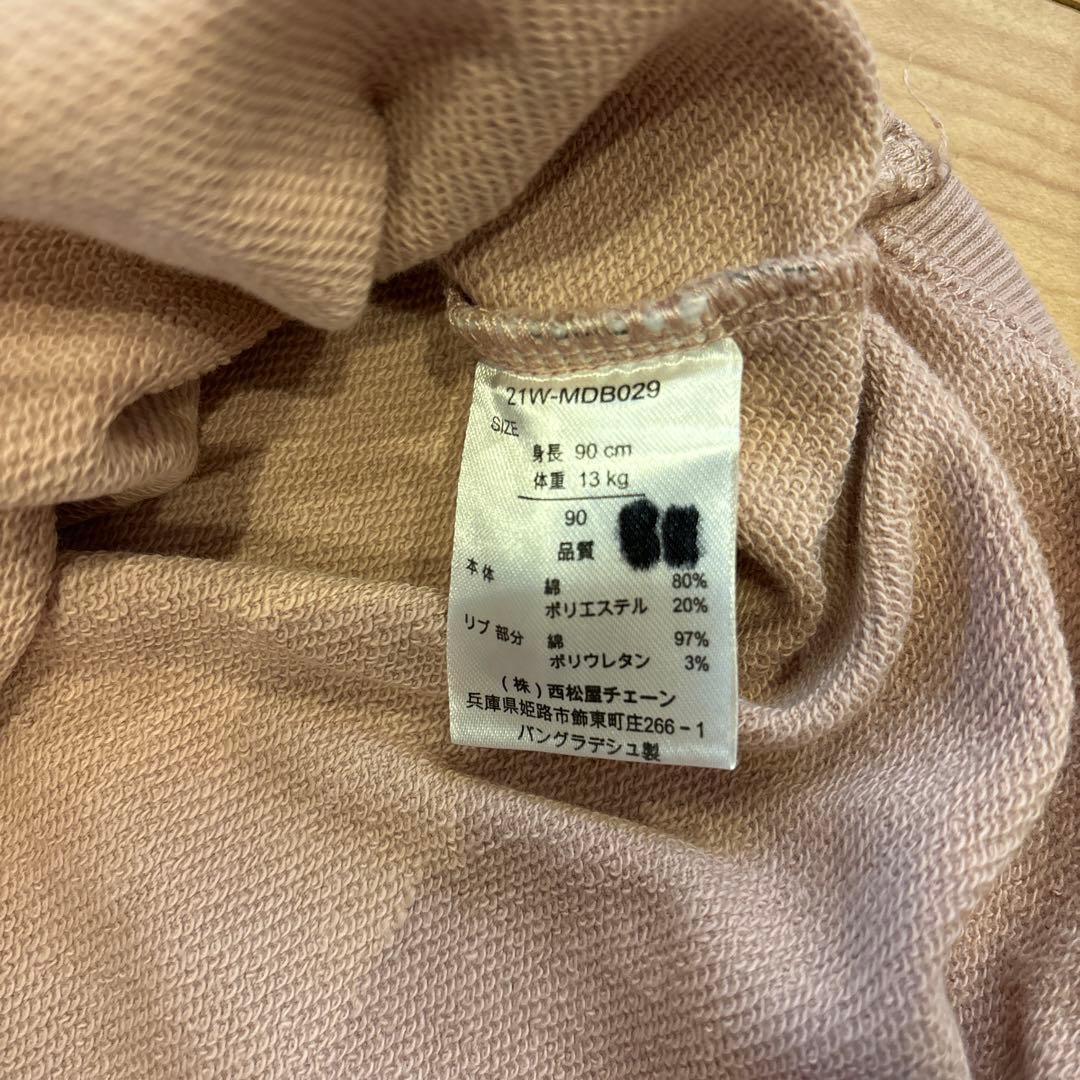 21W-MDB029
SIZE
身長 90 cm
体重 13 kg
90
品質
本体 綿 80%
ポリエステル 20%
リブ 部分 綿 97%
ポリウレタン 3%
(株)西松屋チェーン
兵庫県姫路市飾東町庄266-1
バングラデシュ製